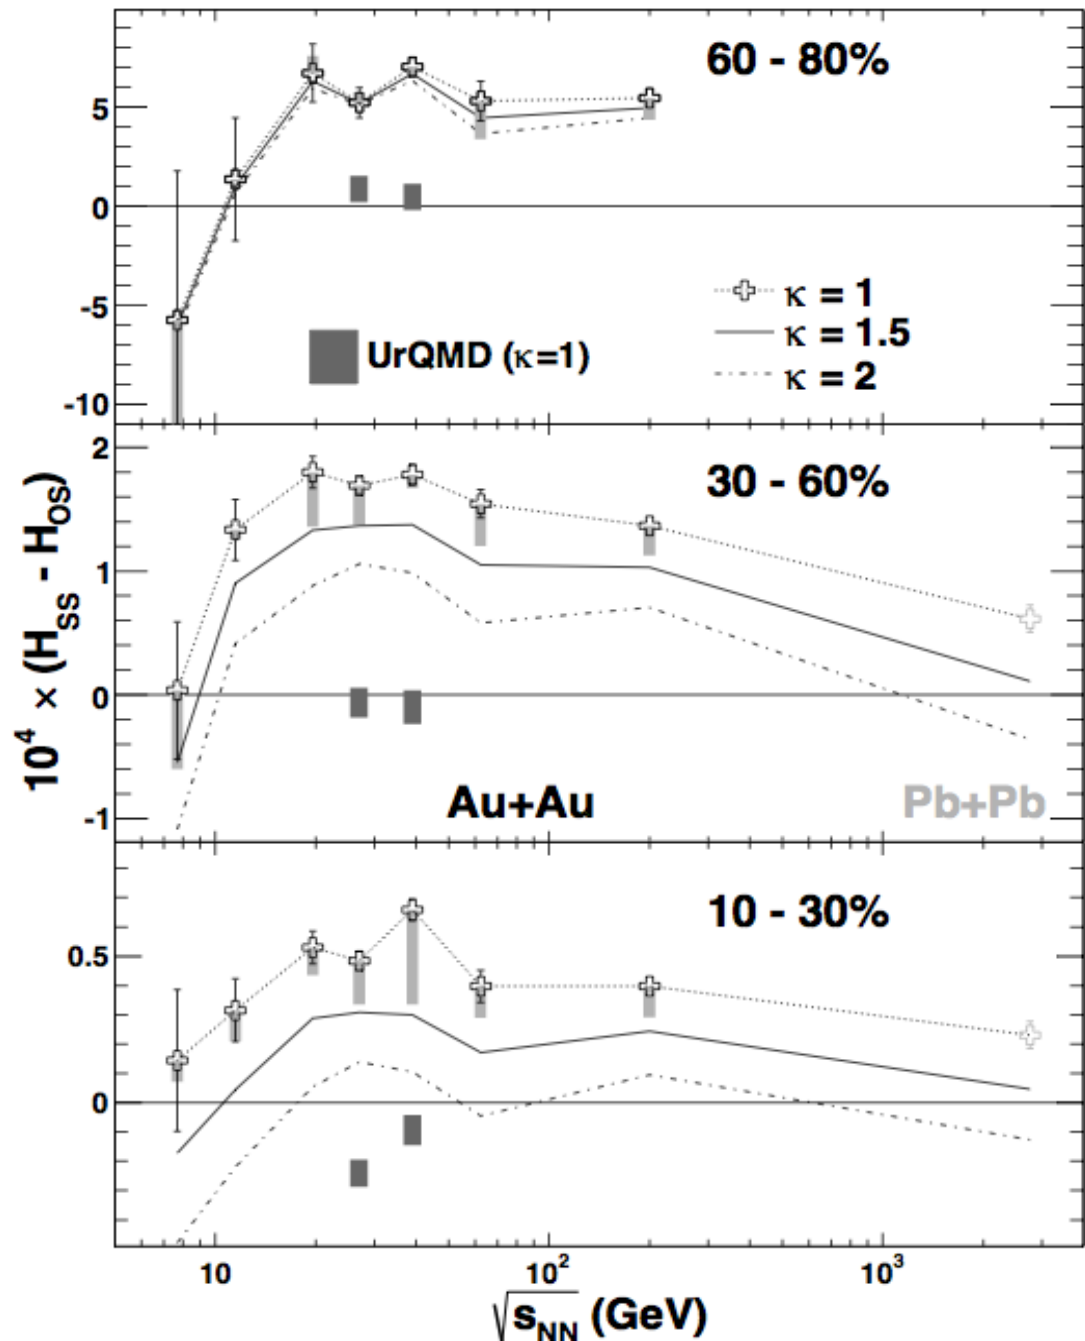 60 - 80%
5
0
-5
-10
κ = 1
κ = 1.5
κ = 2
UrQMD (κ=1)
10⁴ × (H_SS - H_OS)
30 - 60%
2
1
0
-1
Au+Au
Pb+Pb
10 - 30%
0.5
0
10
10²
10³
√s_NN (GeV)